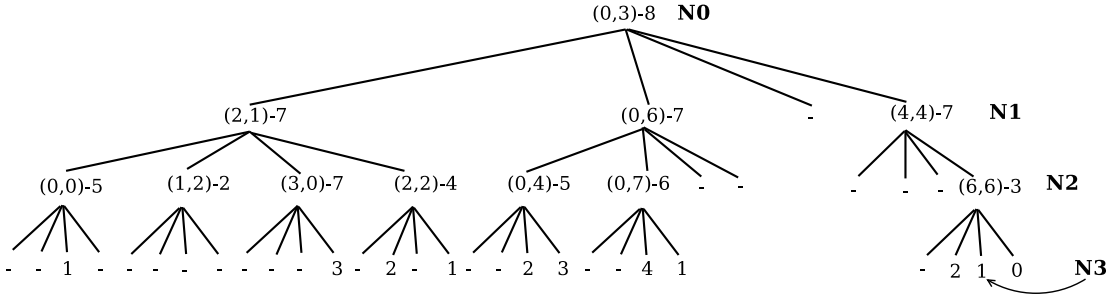 (0,3)-8 N0
(2,1)-7 (0,6)-7 - (4,4)-7 N1
(0,0)-5 (1,2)-2 (3,0)-7 (2,2)-4 (0,4)-5 (0,7)-6 - - - - - (6,6)-3 N2
- - 1 - - - - - - - - 3 - 2 - 1 - - 2 3 - - 4 1 - 2 1 0 N3